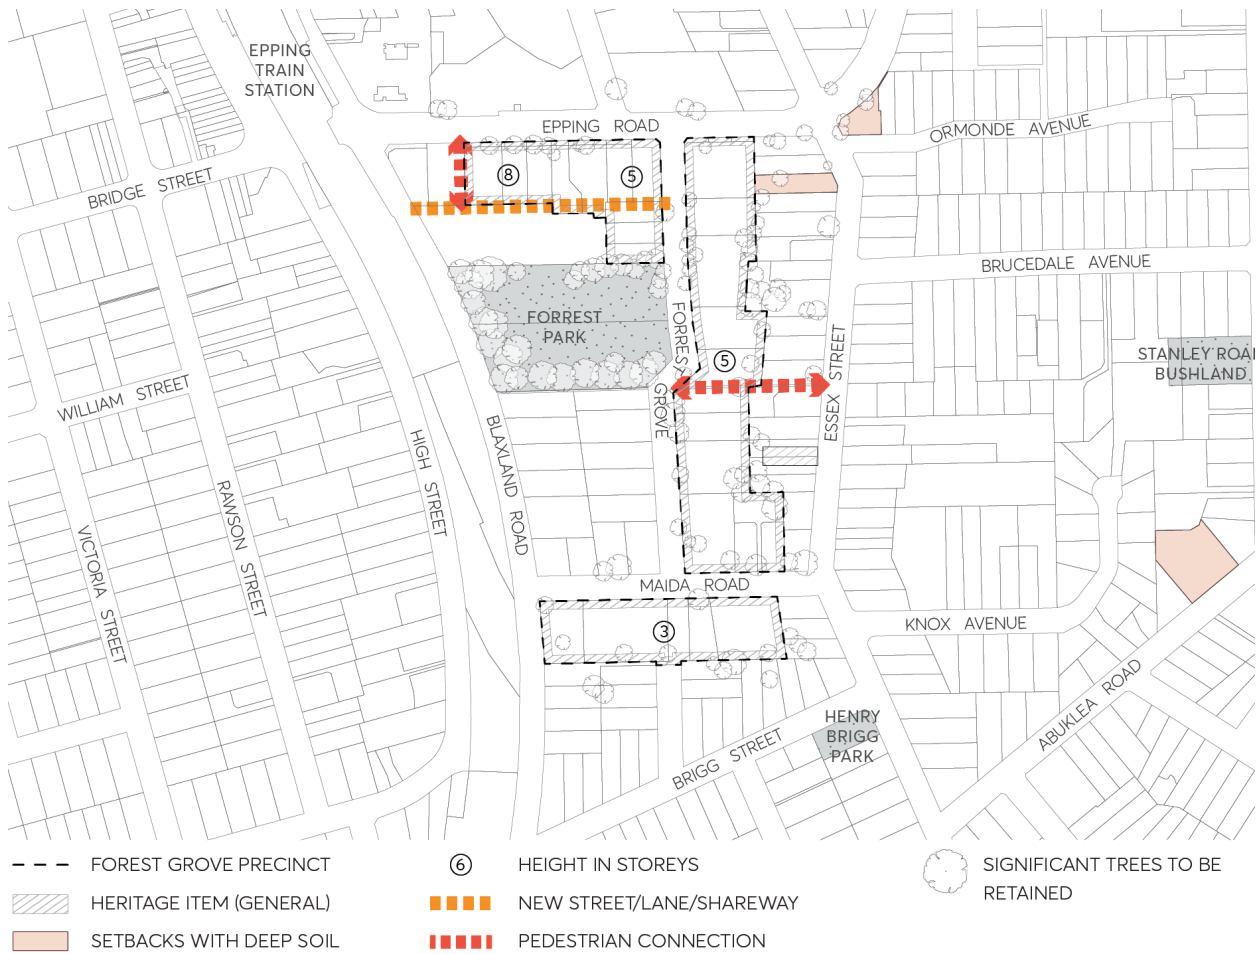 EPPING
TRAIN
STATION
EPPING ROAD
ORMONDE AVENUE
BRIDGE STREET
8
5
BRUCEDALE AVENUE
FORREST
PARK
FORREST GROVE
5
ESSEX STREET
STANLEY ROAD
BUSHLAND
WILLIAM STREET
HIGH STREET
BLAXLAND ROAD
RAWSON STREET
VICTORIA STREET
MAIDA ROAD
3
KNOX AVENUE
ABUKLEA ROAD
HENRY
BRIGG
PARK
BRIGG STREET
FOREST GROVE PRECINCT
HERITAGE ITEM (GENERAL)
SETBACKS WITH DEEP SOIL
6 HEIGHT IN STOREYS
NEW STREET/LANE/SHAREWAY
PEDESTRIAN CONNECTION
SIGNIFICANT TREES TO BE
RETAINED